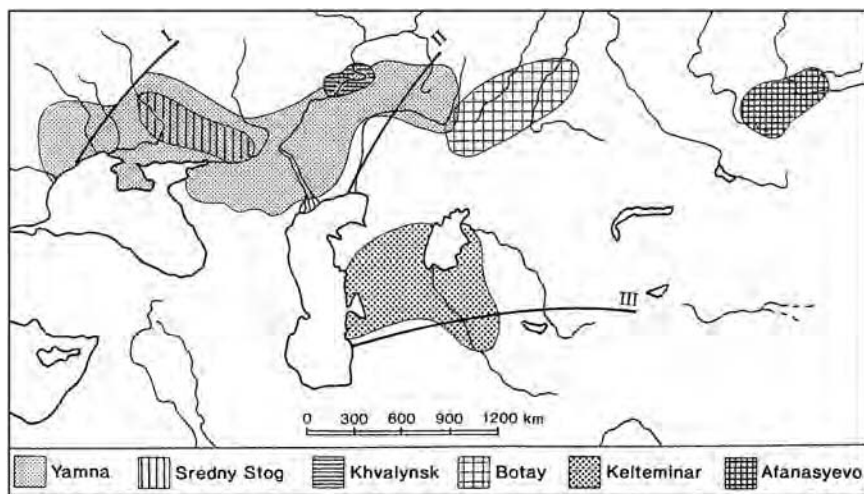 I
II
III
0 300 600 900 1200 km
Yamna Sredny Stog Khvalynsk Botay Kelteminar Afanasyevo